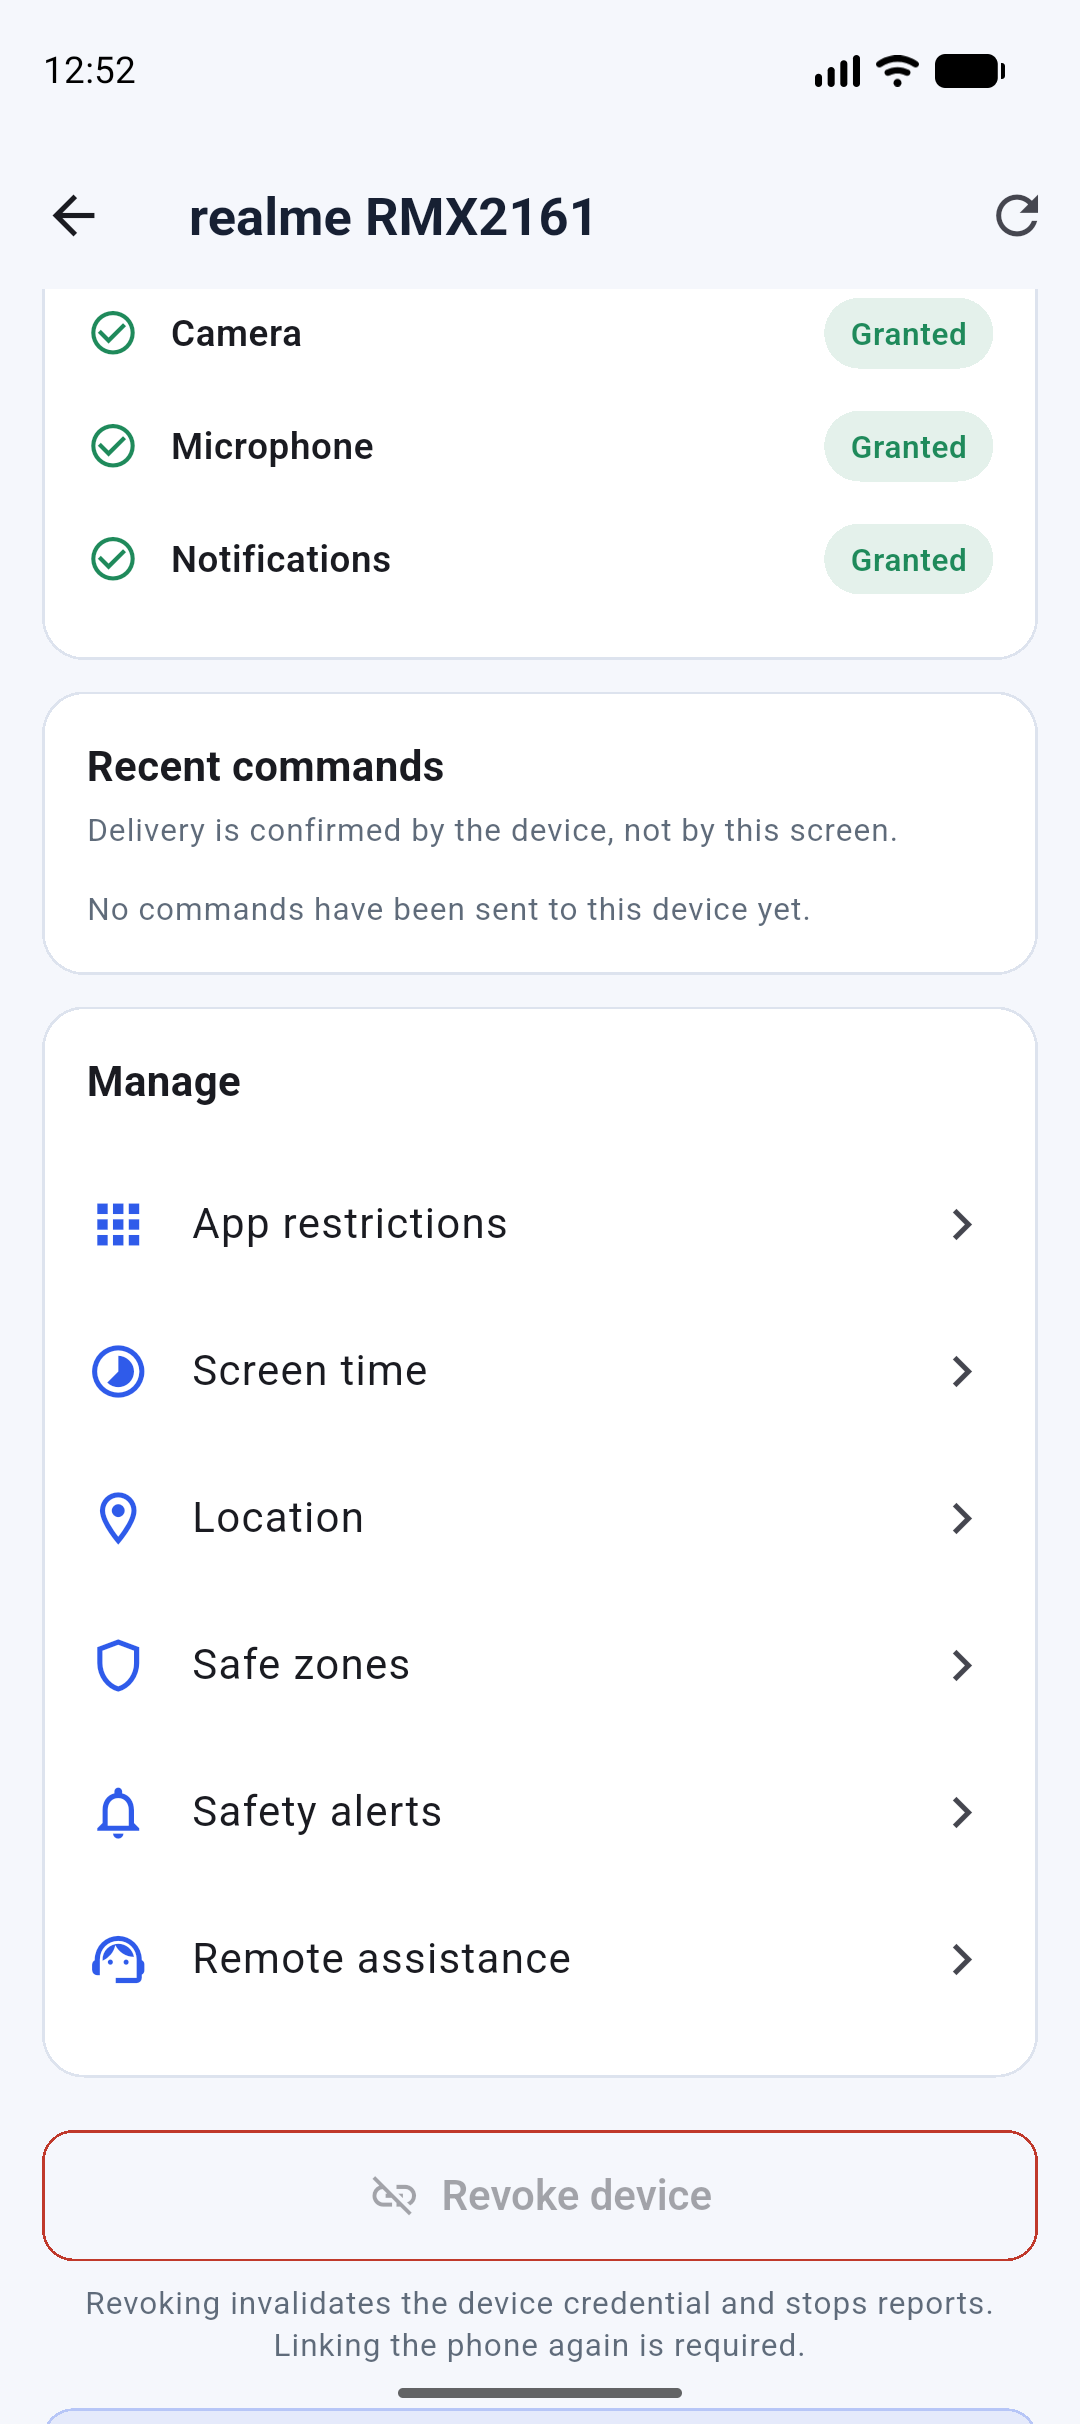 12:52
realme RMX2161
Camera
Granted
Microphone
Granted
Notifications
Granted
Recent commands
Delivery is confirmed by the device, not by this screen.
No commands have been sent to this device yet.
Manage
App restrictions
Screen time
Location
Safe zones
Safety alerts
Remote assistance
Revoke device
Revoking invalidates the device credential and stops reports.
Linking the phone again is required.